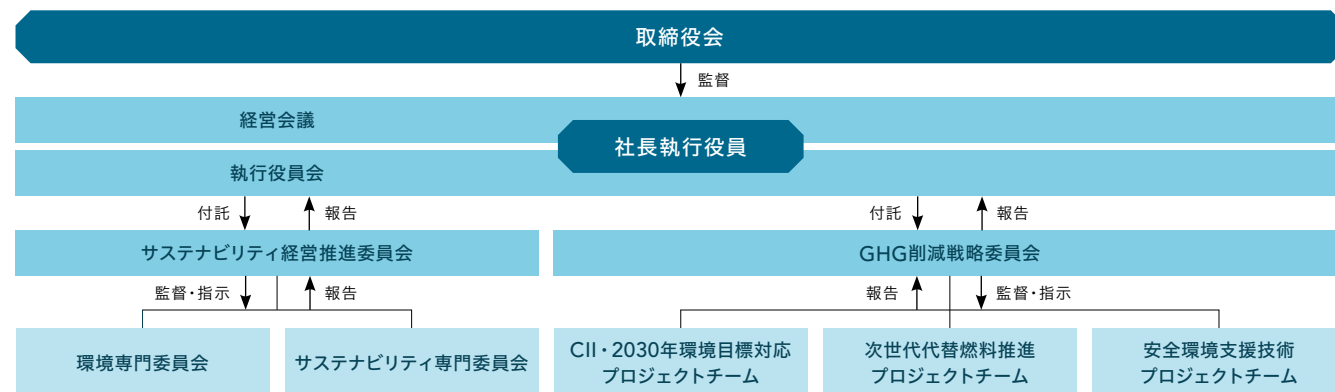 取締役会
監督
経営会議
社長執行役員
執行役員会
付託
報告
付託
報告
サステナビリティ経営推進委員会
GHG削減戦略委員会
監督・指示
報告
報告
監督・指示
環境専門委員会
サステナビリティ専門委員会
CII・2030年環境目標対応
プロジェクトチーム
次世代代替燃料推進
プロジェクトチーム
安全環境支援技術
プロジェクトチーム